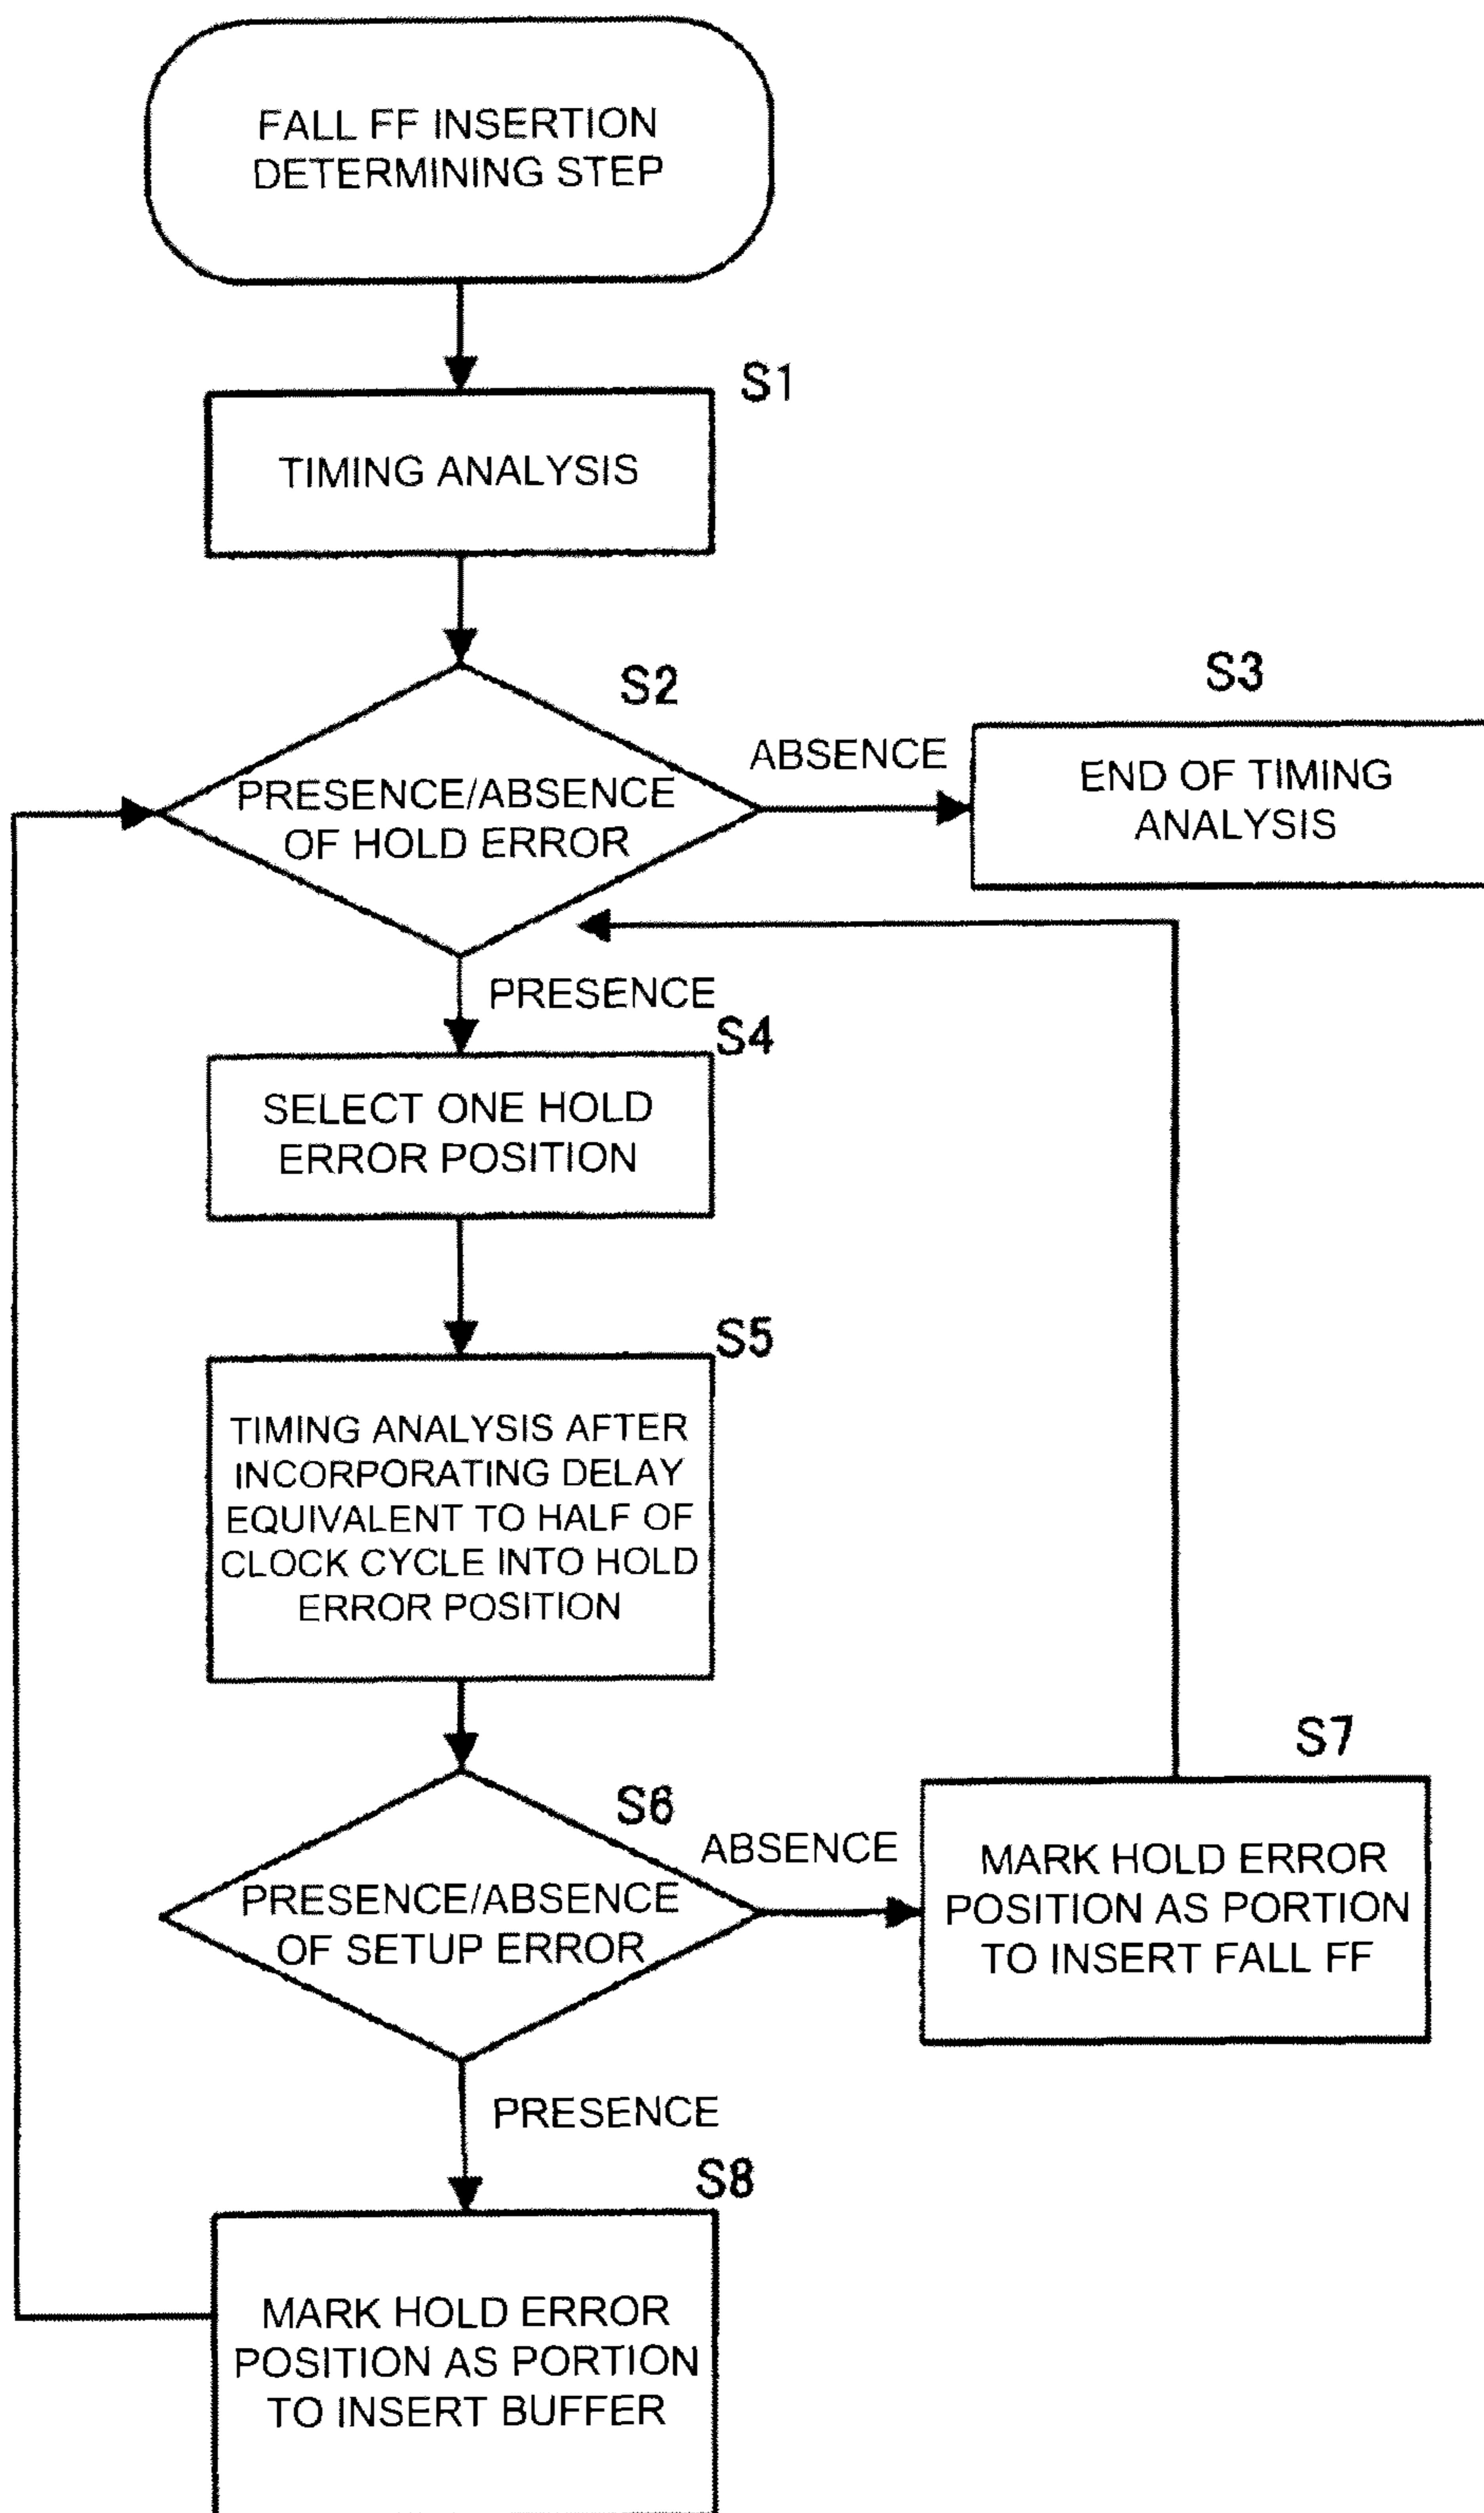 FALL FF INSERTION
DETERMINING STEP
S1
TIMING ANALYSIS
S2
PRESENCE/ABSENCE
OF HOLD ERROR
ABSENCE
S3
END OF TIMING
ANALYSIS
PRESENCE
S4
SELECT ONE HOLD
ERROR POSITION
S5
TIMING ANALYSIS AFTER
INCORPORATING DELAY
EQUIVALENT TO HALF OF
CLOCK CYCLE INTO HOLD
ERROR POSITION
S6
PRESENCE/ABSENCE
OF SETUP ERROR
ABSENCE
S7
MARK HOLD ERROR
POSITION AS PORTION
TO INSERT FALL FF
PRESENCE
S8
MARK HOLD ERROR
POSITION AS PORTION
TO INSERT BUFFER